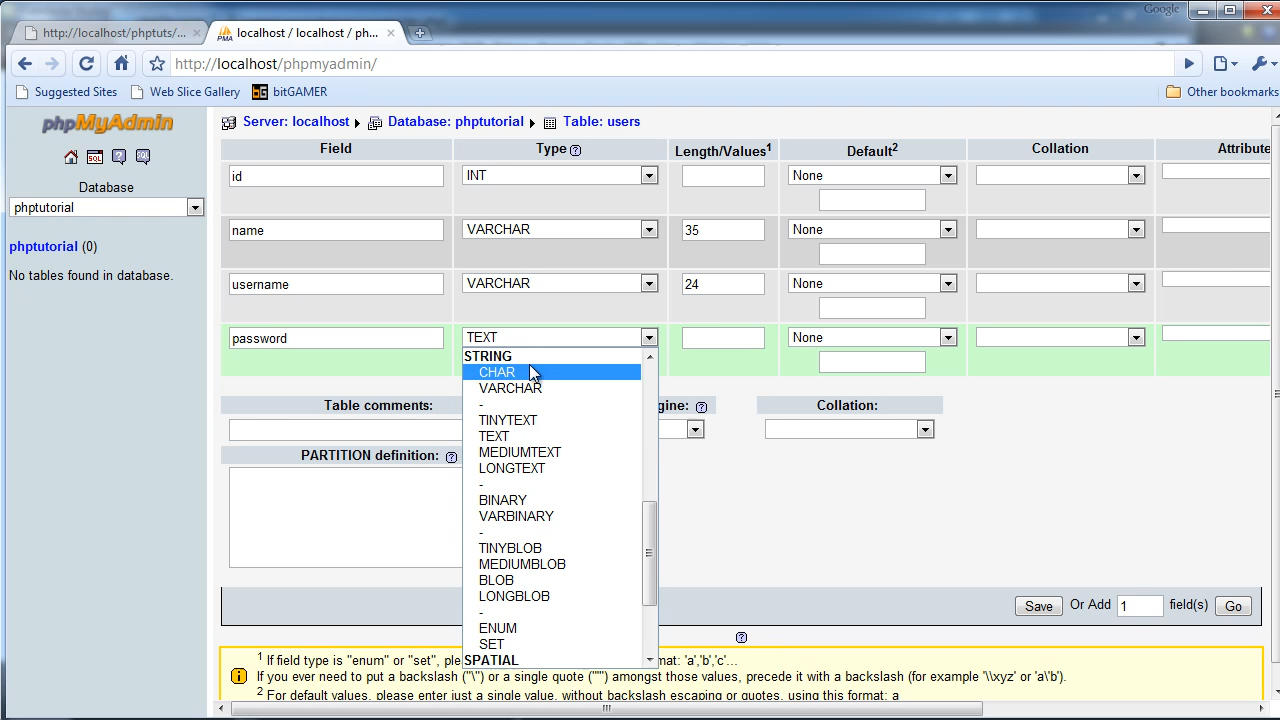 Google
http://localhost/phptuts/...
localhost / localhost / ph...
http://localhost/phpmyadmin/
Suggested Sites
Web Slice Gallery
bG bitGAMER
Other bookmarks
phpMyAdmin
SQL
Database
phptutorial
phptutorial (0)
No tables found in database.
Server: localhost
Database: phptutorial
Table: users
Field Type Length/Values1 Default2 Collation Attribute
id INT None
name VARCHAR 35 None
username VARCHAR 24 None
password TEXT None
STRING
CHAR
VARCHAR
-
TINYTEXT
TEXT
MEDIUMTEXT
LONGTEXT
-
BINARY
VARBINARY
-
TINYBLOB
MEDIUMBLOB
BLOB
LONGBLOB
-
ENUM
SET
SPATIAL
Table comments: gine: Collation:
PARTITION definition:
Save Or Add 1 field(s) Go
1 If field type is "enum" or "set", ple mat: 'a','b','c'...
If you ever need to put a backslash ("\") or a single quote ("'") amongst those values, precede it with a backslash (for example '\\xyz' or 'a\'b').
2 For default values, please enter just a single value, without backslash escaping or quotes, using this format: a